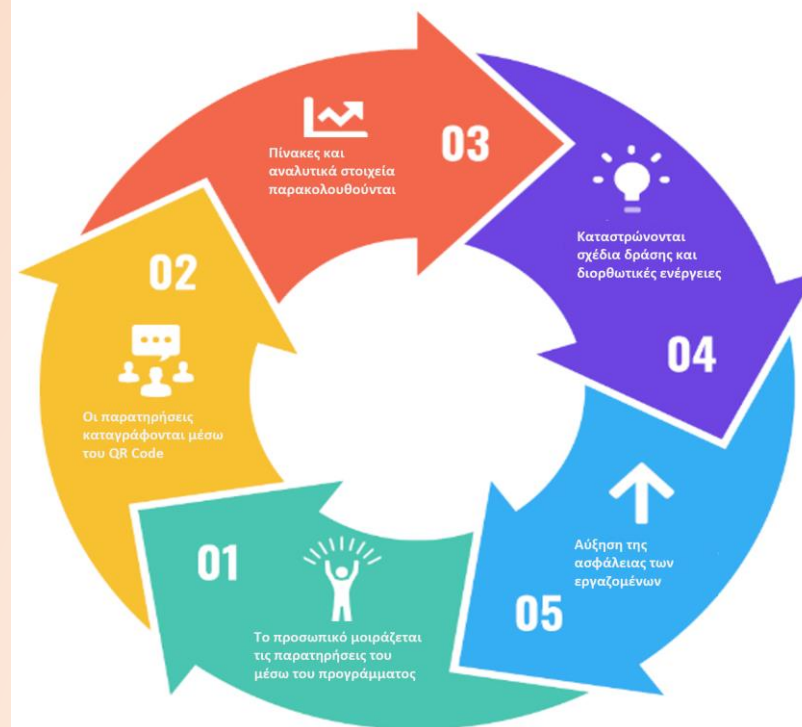 01
Το προσωπικό μοιράζεται
τις παρατηρήσεις του
μέσω του προγράμματος
02
Οι παρατηρήσεις
καταγράφονται μέσω
του QR Code
03
Πίνακες και
αναλυτικά στοιχεία
παρακολουθούνται
04
Καταστρώνονται
σχέδια δράσης και
διορθωτικές ενέργειες
05
Αύξηση της
ασφάλειας των
εργαζομένων